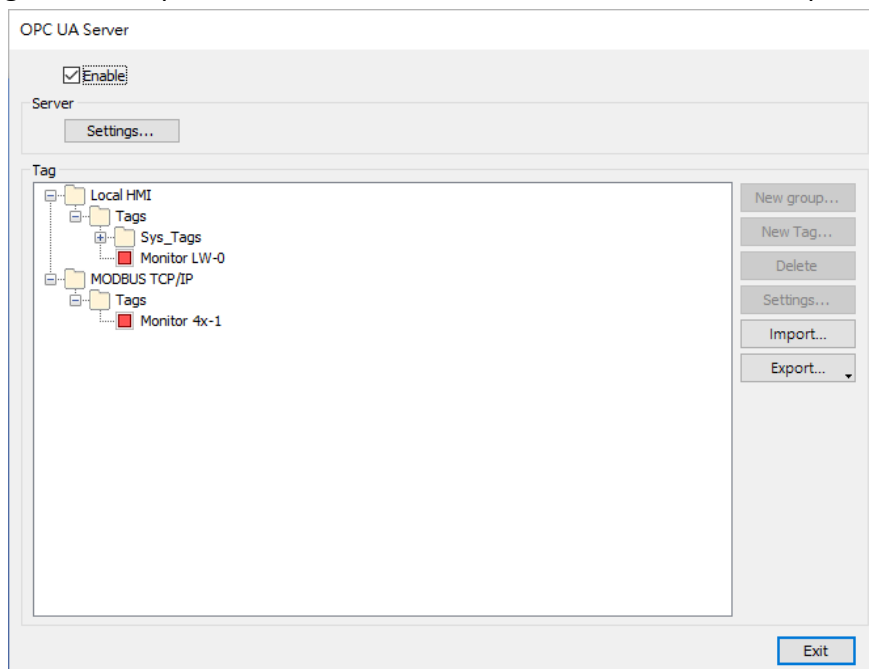 OPC UA Server
Enable
Server
Settings...
Tag
Local HMI
Tags
Sys_Tags
Monitor LW-0
MODBUS TCP/IP
Tags
Monitor 4x-1
New group...
New Tag...
Delete
Settings...
Import...
Export...
Exit